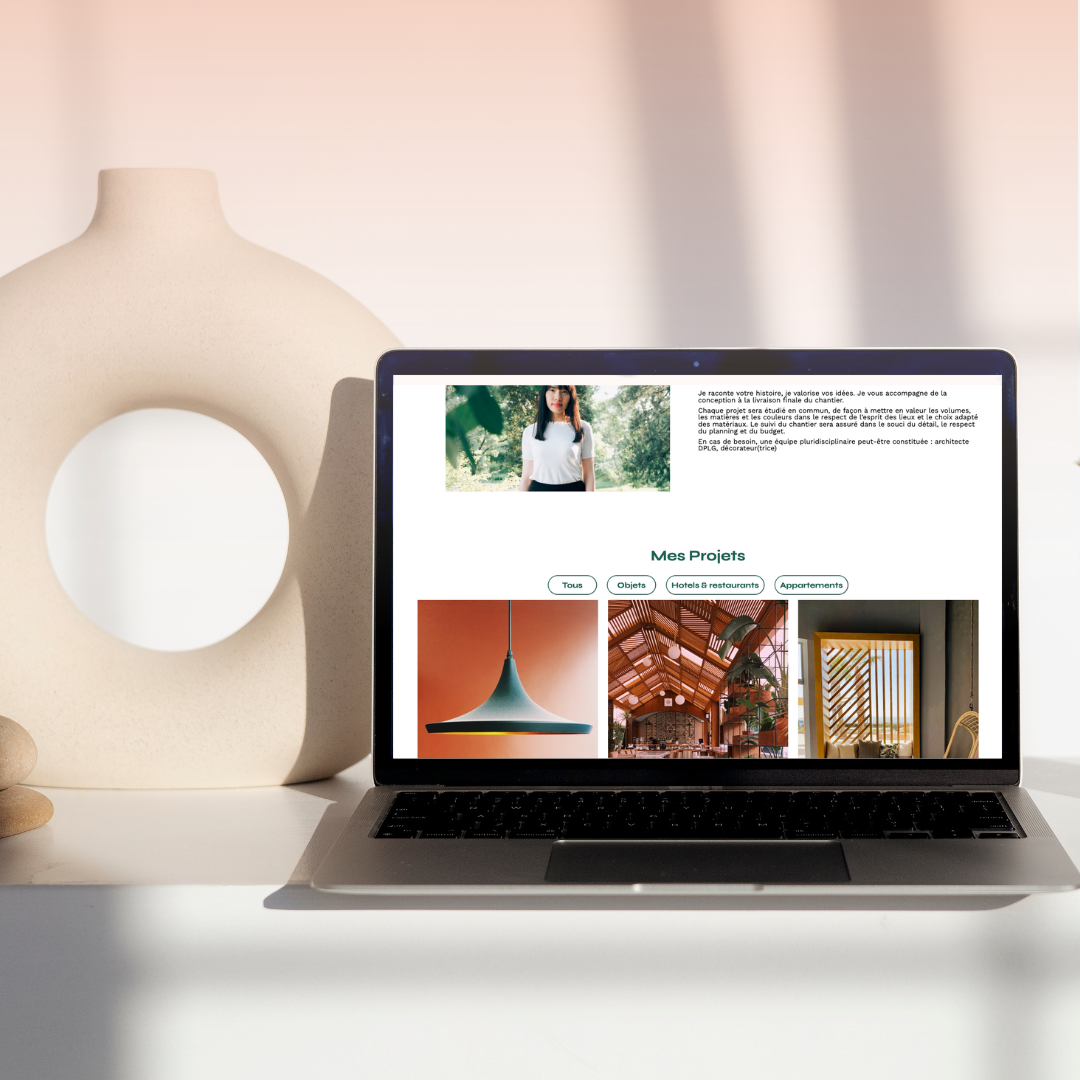 Je raconte votre histoire, je valorise vos idées. Je vous accompagne de la
conception à la livraison finale du chantier.
Chaque projet sera étudié en commun, de façon à mettre en valeur les volumes,
les matières et les couleurs dans le respect de l'esprit des lieux et le choix adapté
des matériaux. Le suivi du chantier sera assuré dans le souci du détail, le respect
du planning et du budget.
En cas de besoin, une équipe pluridisciplinaire peut-être constituée : architecte
DPLG, décorateur(trice)
Mes Projets
Tous Objets Hotels & restaurants Appartements